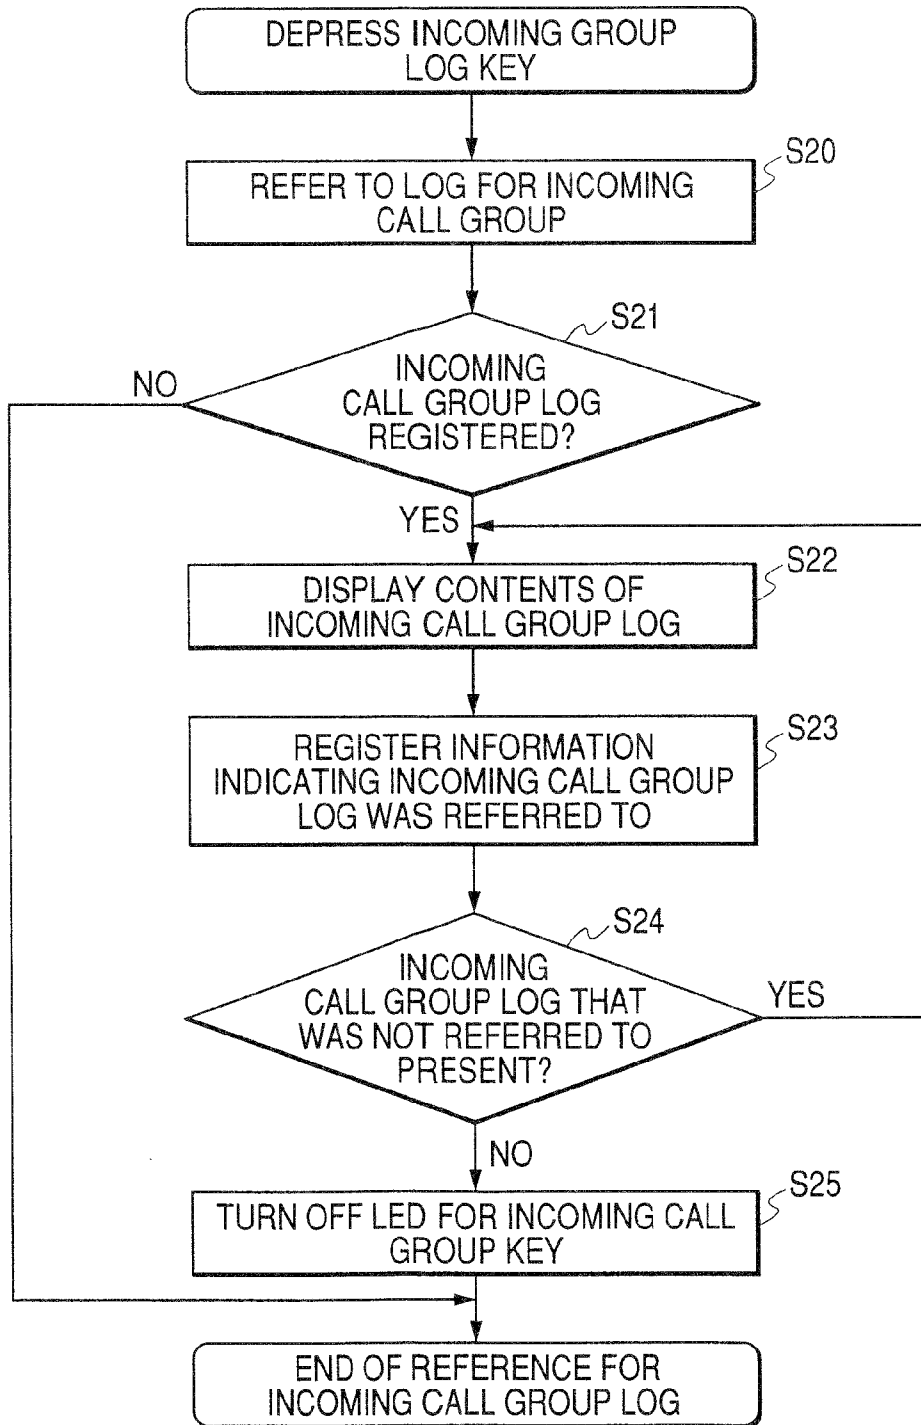 DEPRESS INCOMING GROUP
LOG KEY
S20
REFER TO LOG FOR INCOMING
CALL GROUP
S21
INCOMING
CALL GROUP LOG
REGISTERED?
NO
YES
S22
DISPLAY CONTENTS OF
INCOMING CALL GROUP LOG
S23
REGISTER INFORMATION
INDICATING INCOMING CALL GROUP
LOG WAS REFERRED TO
S24
INCOMING
CALL GROUP LOG THAT
WAS NOT REFERRED TO
PRESENT?
YES
NO
S25
TURN OFF LED FOR INCOMING CALL
GROUP KEY
END OF REFERENCE FOR
INCOMING CALL GROUP LOG